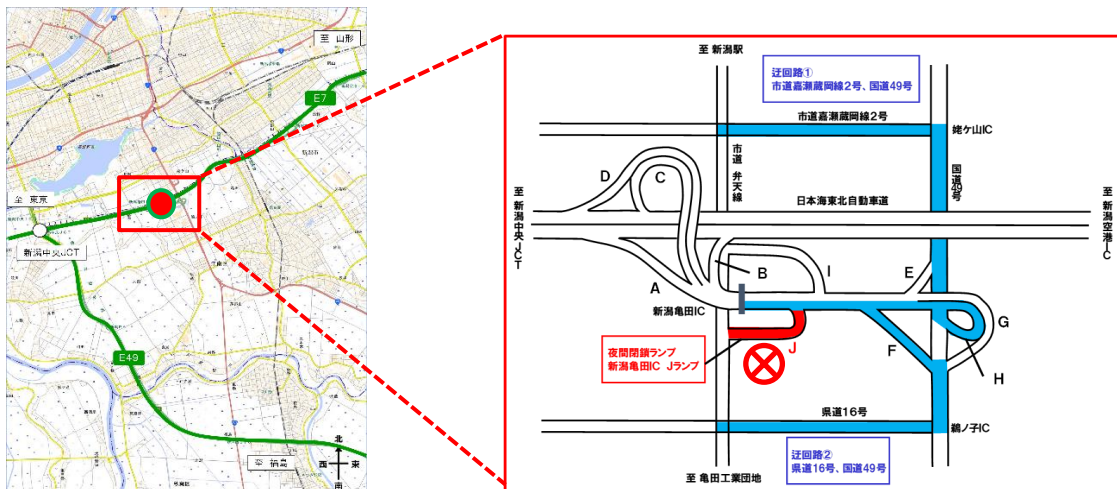 至 山形
E7
至 東京
新潟中央JCT
E49
至 福島
北
西 東
南
至 新潟駅
迂回路①
市道嘉瀬蔵岡線2号、国道49号
市道嘉瀬蔵岡線2号
姥ケ山IC
市道 弁天線
国道49号
D
C
至 新潟中央JCT
日本海東北自動車道
至 新潟空港IC
B
I
E
A
新潟亀田IC
G
夜間閉鎖ランプ
新潟亀田IC Jランプ
J
F
H
県道16号
鵜ノ子IC
迂回路②
県道16号、国道49号
至 亀田工業団地